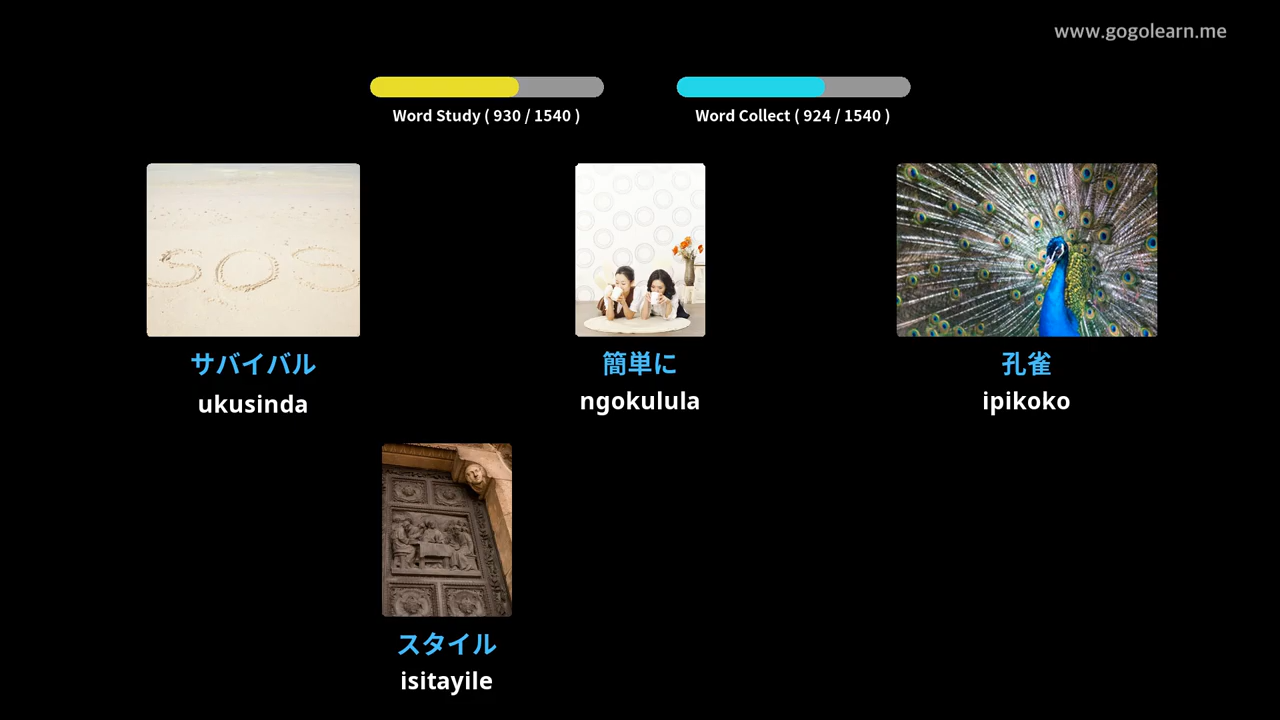 www.gogolearn.me
Word Study ( 930 / 1540 )
Word Collect ( 924 / 1540 )
SOS
サバイバル
ukusinda
簡単に
ngokulula
孔雀
ipikoko
スタイル
isitayile